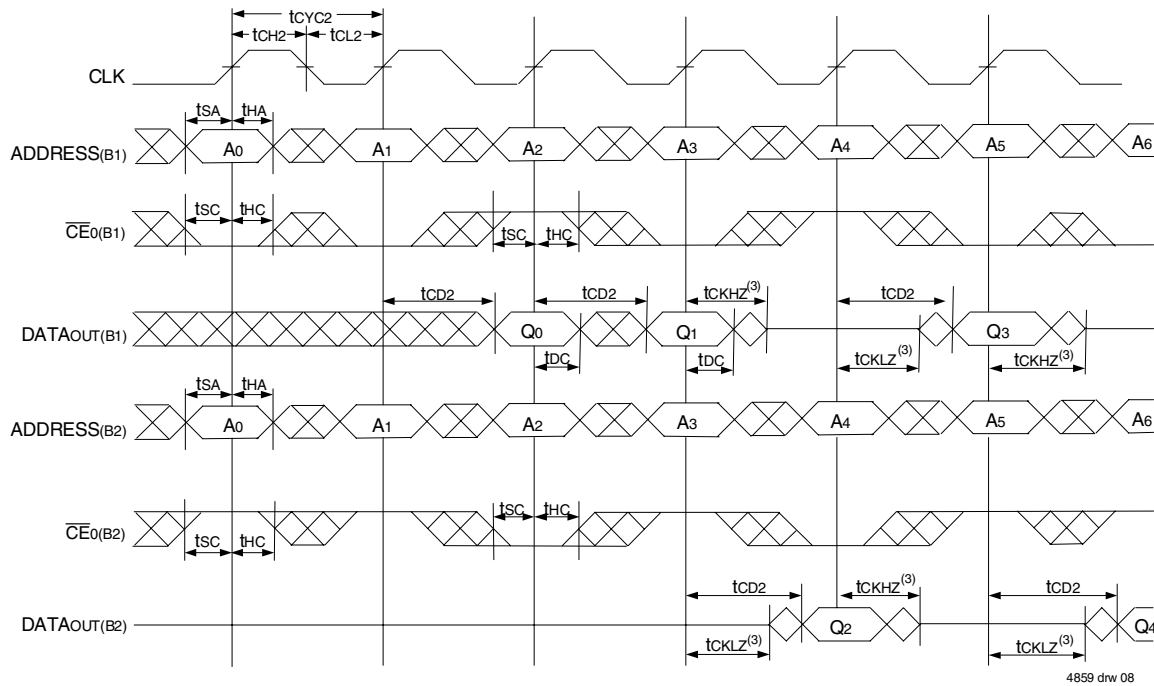 tCYC2
tCH2 tCL2
CLK
tSA tHA
ADDRESS(B1) A0 A1 A2 A3 A4 A5 A6
tSC tHC
CE0(B1)
tSC tHC
tCD2 tCD2 tCKHZ(3) tCD2
DATAOUT(B1) Q0 Q1 Q3
tDC tDC tCKLZ(3) tCKHZ(3)
tSA tHA
ADDRESS(B2) A0 A1 A2 A3 A4 A5 A6
tSC tHC
CE0(B2)
tSC tHC
tCD2 tCKHZ(3) tCD2
DATAOUT(B2) Q2 Q4
tCKLZ(3) tCKLZ(3)
4859 drw 08